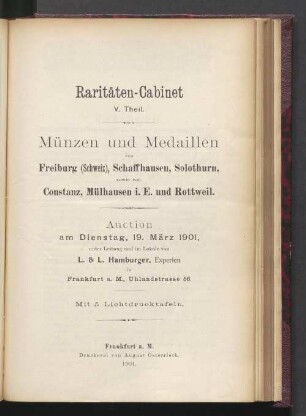 Raritäten-Cabinet
V. Theil.
Münzen und Medaillen
von
Freiburg (Schweiz), Schaffhausen, Solothurn,
sowie von
Constanz, Mülhausen i. E. und Rottweil.
Auction
am Dienstag, 19. März 1901,
unter Leitung und im Lokale von
L. & L. Hamburger, Experten
in
Frankfurt a. M., Uhlandstrasse 56.
Mit 5 Lichtdrucktafeln.
Frankfurt a. M.
Druckerei von August Osterrieth.
1901.